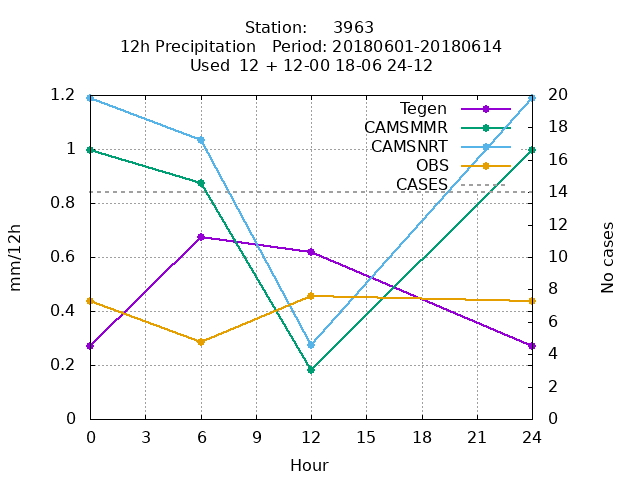 Station: 3963
12h Precipitation Period: 20180601-20180614
Used 12 + 12-00 18-06 24-12
1.2
1
0.8
0.6
0.4
0.2
0
mm/12h
Tegen
CAMSMMR
CAMSNRT
OBS
CASES
20
18
16
14
12
10
8
6
4
2
0
No cases
0 3 6 9 12 15 18 21 24
Hour